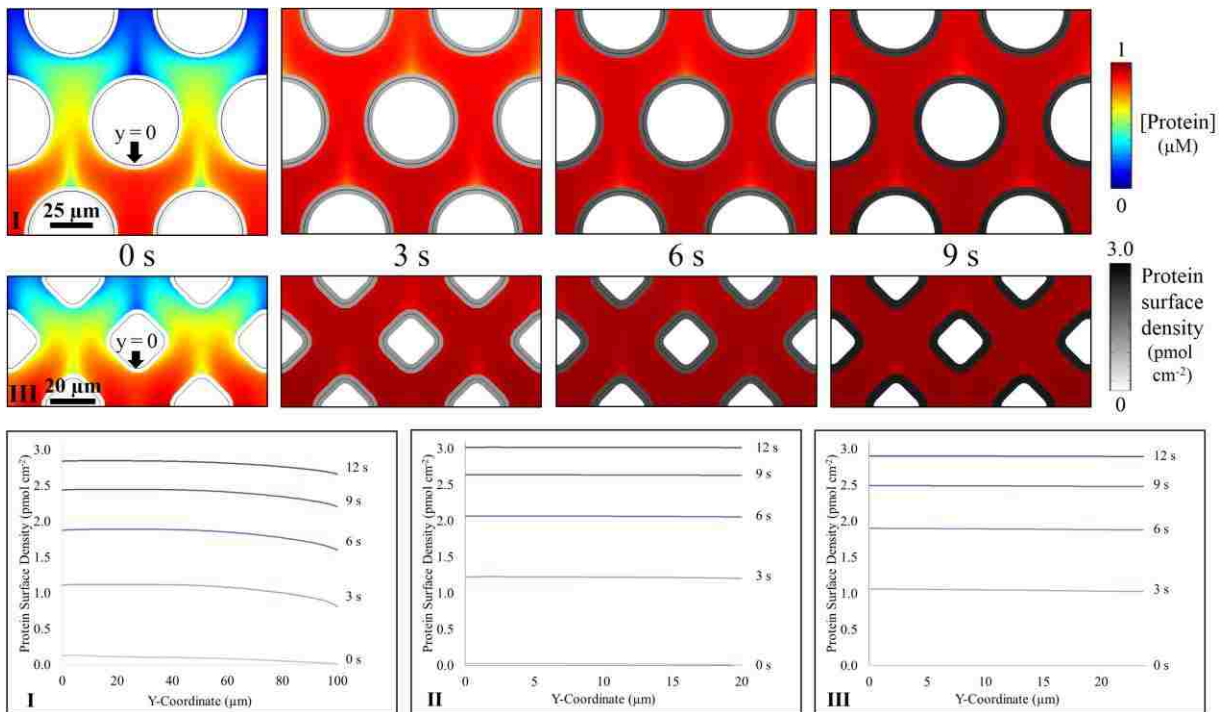 y = 0
25 µm
I
1
[Protein]
(µM)
0
0 s
3 s
6 s
9 s
y = 0
20 µm
III
3.0
Protein
surface
density
(pmol
cm-2)
0
Protein Surface Density (pmol cm-2)
3.0
2.5
2.0
1.5
1.0
0.5
0.0
12 s
9 s
6 s
3 s
0 s
0 20 40 60 80 100
I
Y-Coordinate (µm)
Protein Surface Density (pmol cm-2)
3.0
2.5
2.0
1.5
1.0
0.5
0.0
12 s
9 s
6 s
3 s
0 s
0 5 10 15 20
II
Y-Coordinate (µm)
Protein Surface Density (pmol cm-2)
3.0
2.5
2.0
1.5
1.0
0.5
0.0
12 s
9 s
6 s
3 s
0 s
0 5 10 15 20
III
Y-Coordinate (µm)